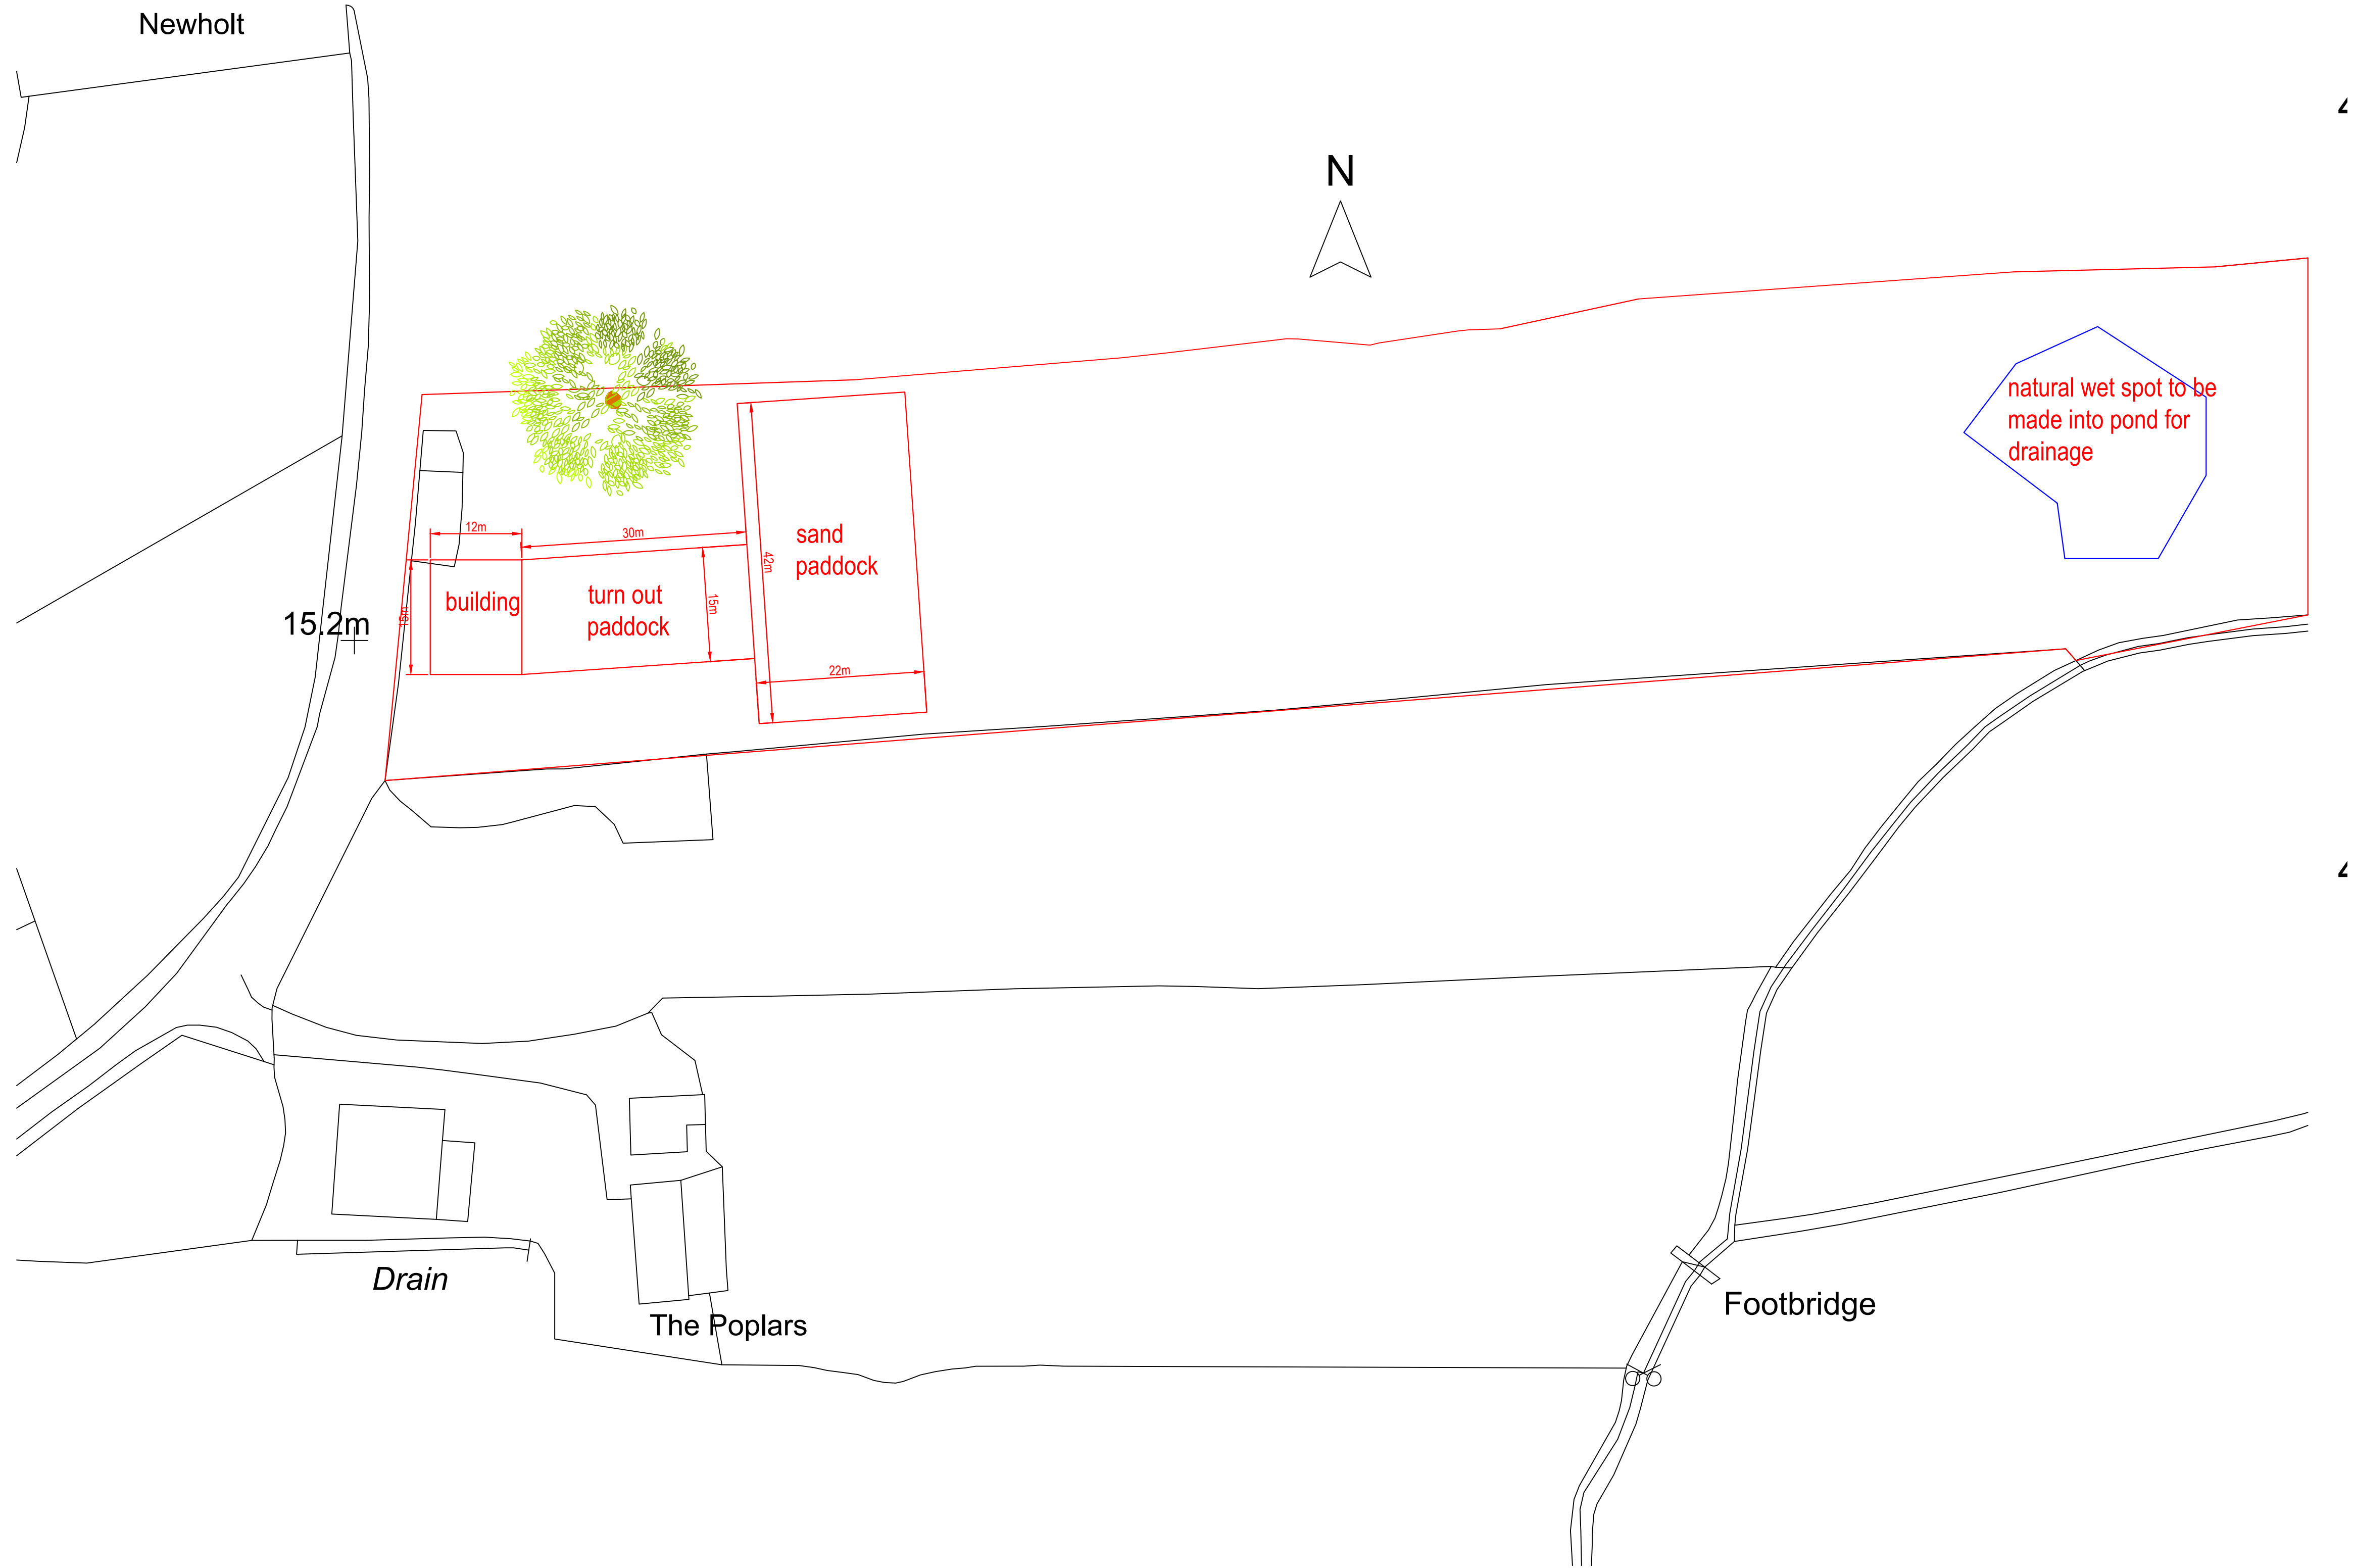 Newholt
N
natural wet spot to be
made into pond for
drainage
12m
30m
42m
sand
paddock
building
turn out
paddock
15m
15.2m
22m
Drain
The Poplars
Footbridge